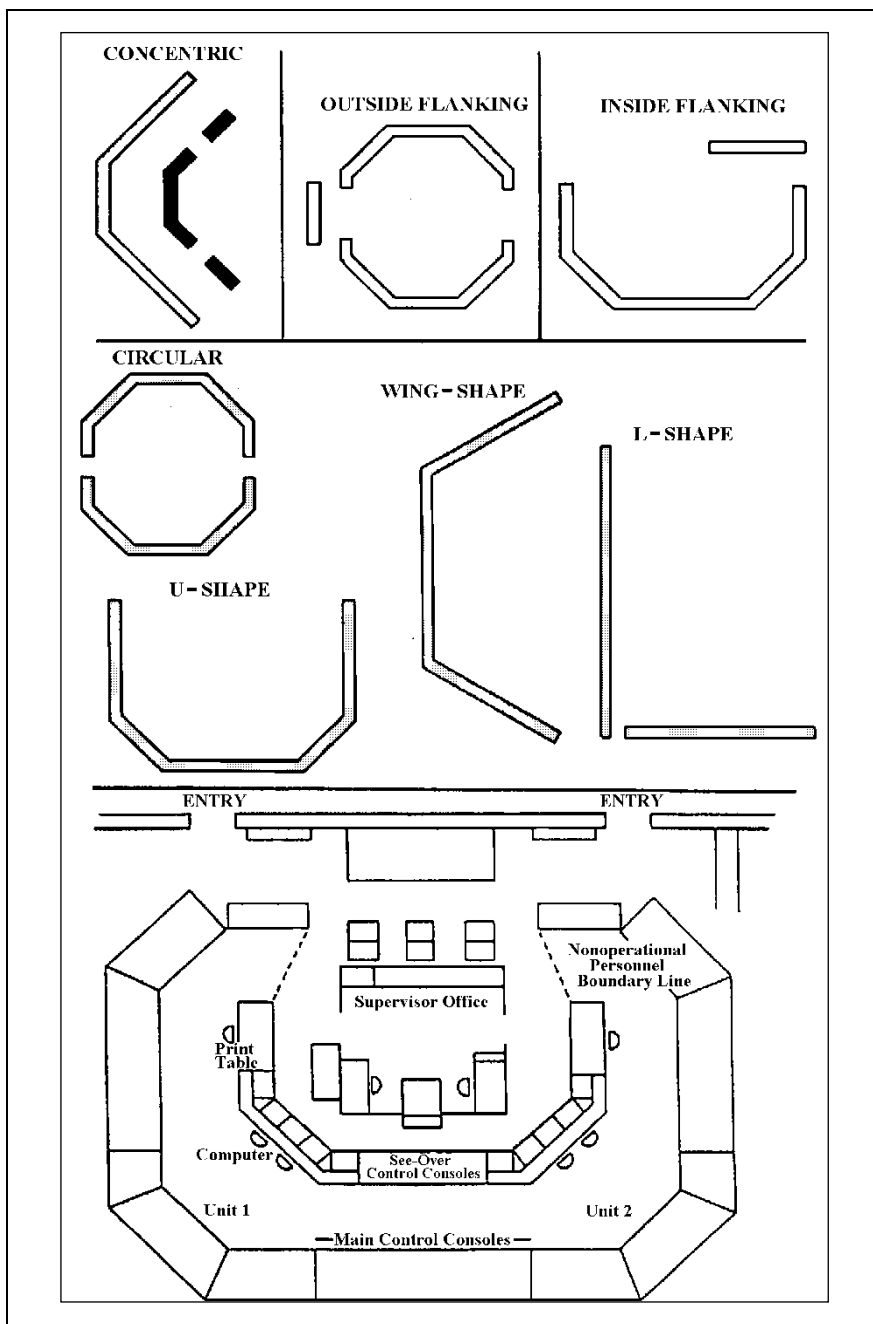 CONCENTRIC
OUTSIDE FLANKING
INSIDE FLANKING
CIRCULAR
WING-SHAPE
L-SHAPE
U-SHAPE
ENTRY
ENTRY
Nonoperational
Personnel
Boundary Line
Supervisor Office
Print
Table
Computer
See-Over
Control Consoles
Unit 1
Unit 2
Main Control Consoles